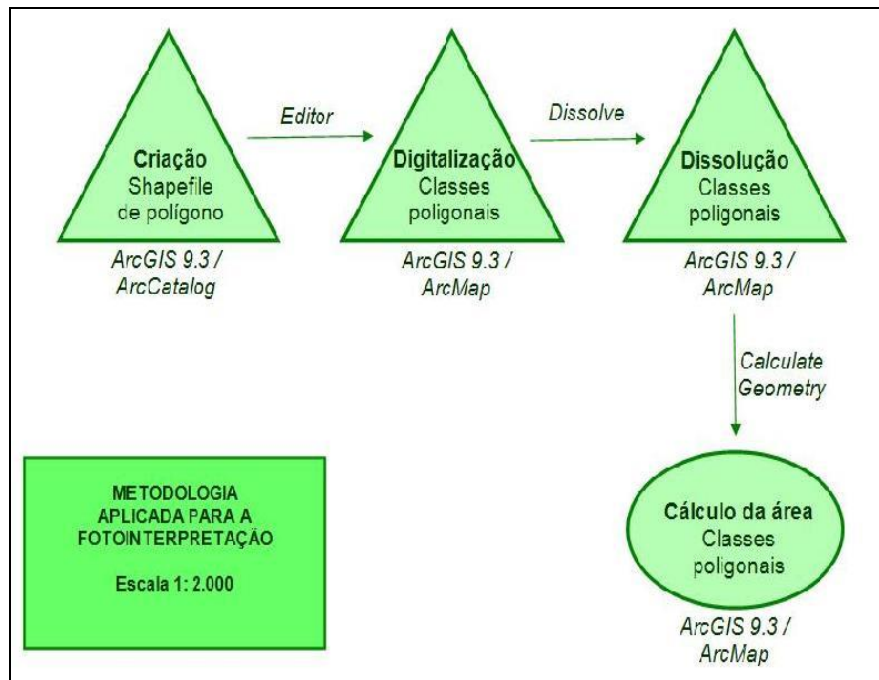 Criação
Shapefile
de polígono
ArcGIS 9.3 /
ArcCatalog
Editor
Digitalização
Classes
poligonais
ArcGIS 9.3 /
ArcMap
Dissolve
Dissolução
Classes
poligonais
ArcGIS 9.3 /
ArcMap
Calculate
Geometry
Cálculo da área
Classes
poligonais
ArcGIS 9.3 /
ArcMap
METODOLOGIA
APLICADA PARA A
FOTOINTERPRETAÇÃO
Escala 1: 2.000